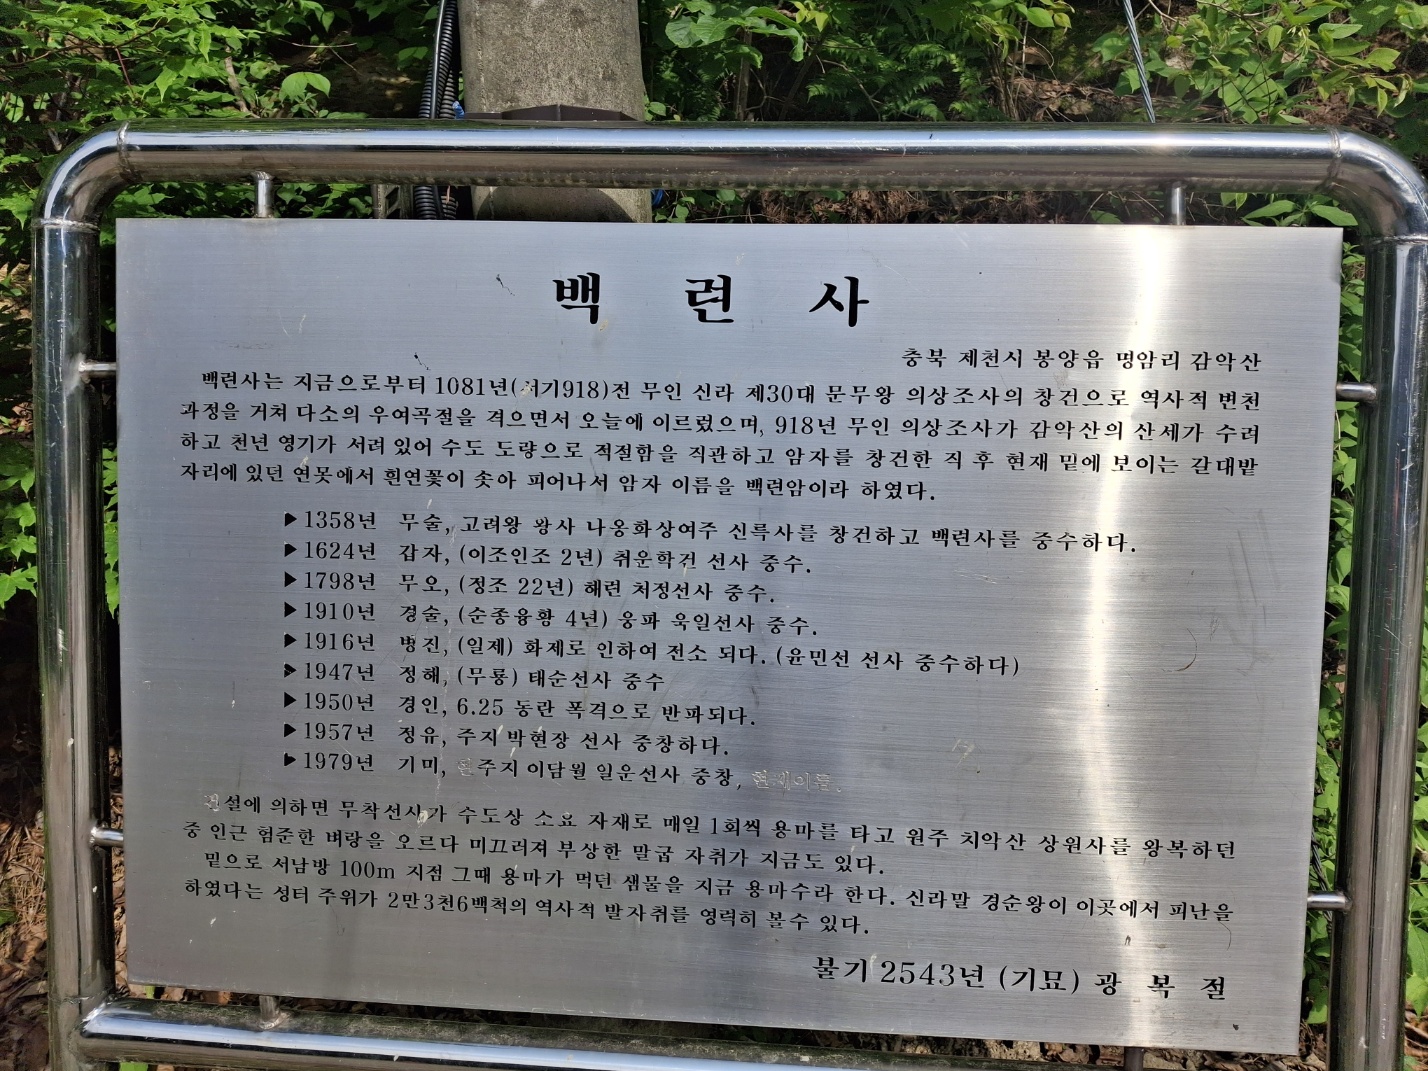 백 련 사
충북 제천시 봉양읍 명암리 감악산
백련사는 지금으로부터 1081년(서기918)전 무인 신라 제30대 문무왕 의상조사의 창건으로 역사적 변천
과정을 거쳐 다소의 우여곡절을 격으면서 오늘에 이르렀으며, 918년 무인 의상조사가 감악산의 산세가 수려
하고 천년 영기가 서려 있어 수도 도량으로 적절함을 직관하고 암자를 창건한 직 후 현재 밑에 보이는 갈대밭
자리에 있던 연못에서 흰연꽃이 솟아 피어나서 암자 이름을 백련암이라 하였다.
▶1358년 무술, 고려왕 왕사 나옹화상여주 신륵사를 창건하고 백련사를 중수하다.
▶1624년 갑자, (이조인조 2년) 취운학건 선사 중수.
▶1798년 무오, (정조 22년) 해련 처정선사 중수.
▶1910년 경술, (순종융황 4년) 웅파 욱일선사 중수.
▶1916년 병진, (일제) 화제로 인하여 전소 되다. (윤민선 선사 중수하다)
▶1947년 정해, (무룡) 태순선사 중수
▶1950년 경인, 6.25 동란 폭격으로 반파되다.
▶1957년 정유, 주지 박현장 선사 중창하다.
▶1979년 기미, 현주지 이담월 일운선사 중창,
전설에 의하면 무착선사가 수도상 소요 자재로 매일 1회씩 용마를 타고 원주 치악산 상원사를 왕복하던
중 인근 험준한 벼랑을 오르다 미끄러져 부상한 말굽 자취가 지금도 있다.
밑으로 서남방 100m 지점 그때 용마가 먹던 샘물을 지금 용마수라 한다. 신라말 경순왕이 이곳에서 피난을
하였다는 성터 주위가 2만3천6백척의 역사적 발자취를 영력히 볼수 있다.
불기 2543년 (기묘) 광 복 절